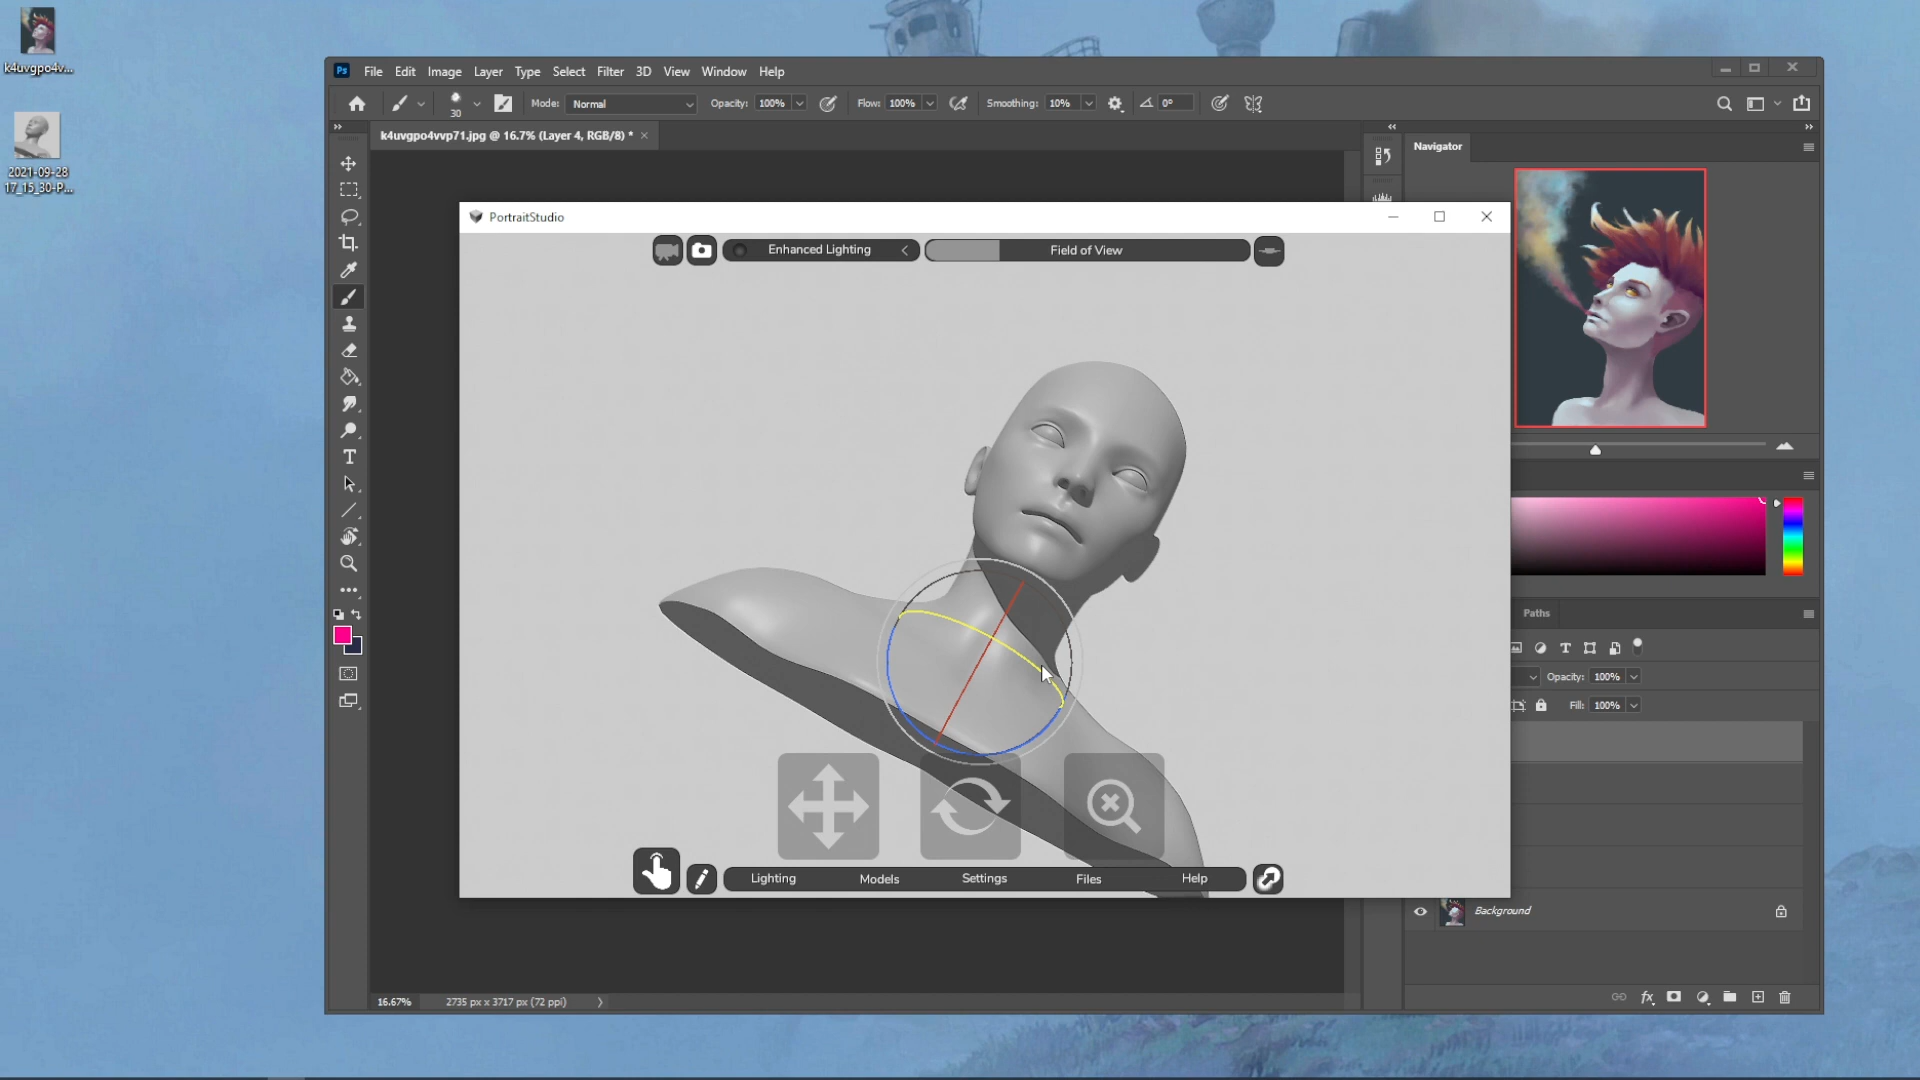 k4uvgpo4v...
2021-09-28
17_15_30-P...
Ps File Edit Image Layer Type Select Filter 3D View Window Help
30 Mode: Normal Opacity: 100% Flow: 100% Smoothing: 10% 0°
k4uvgpo4vvp71.jpg @ 16.7% (Layer 4, RGB/8) *
Navigator
PortraitStudio
Enhanced Lighting Field of View
Paths
Opacity: 100%
Fill: 100%
Lighting Models Settings Files Help
Background
16.67% 2735 px x 3717 px (72 ppi)
fx